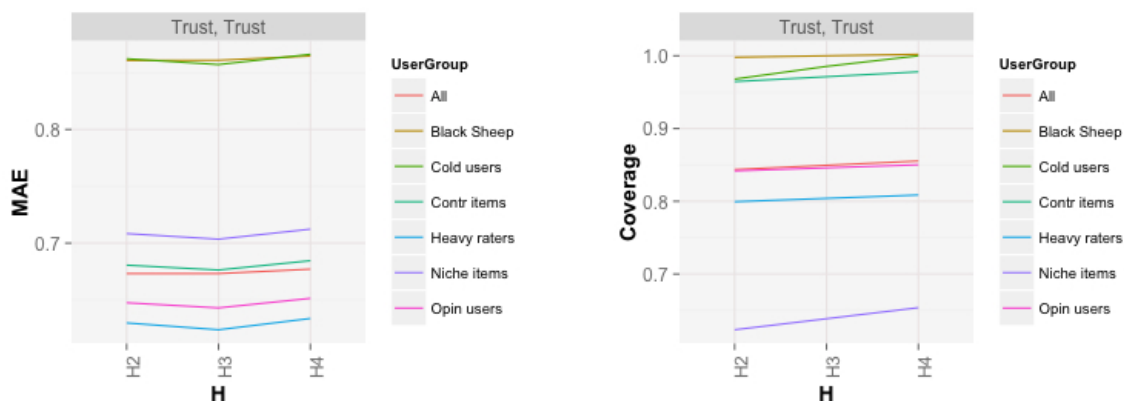 Trust, Trust
MAE
0.8
0.7
H2
H3
H4
H
UserGroup
All
Black Sheep
Cold users
Contr items
Heavy raters
Niche items
Opin users
Trust, Trust
Coverage
1.0
0.9
0.8
0.7
H2
H3
H4
H
UserGroup
All
Black Sheep
Cold users
Contr items
Heavy raters
Niche items
Opin users